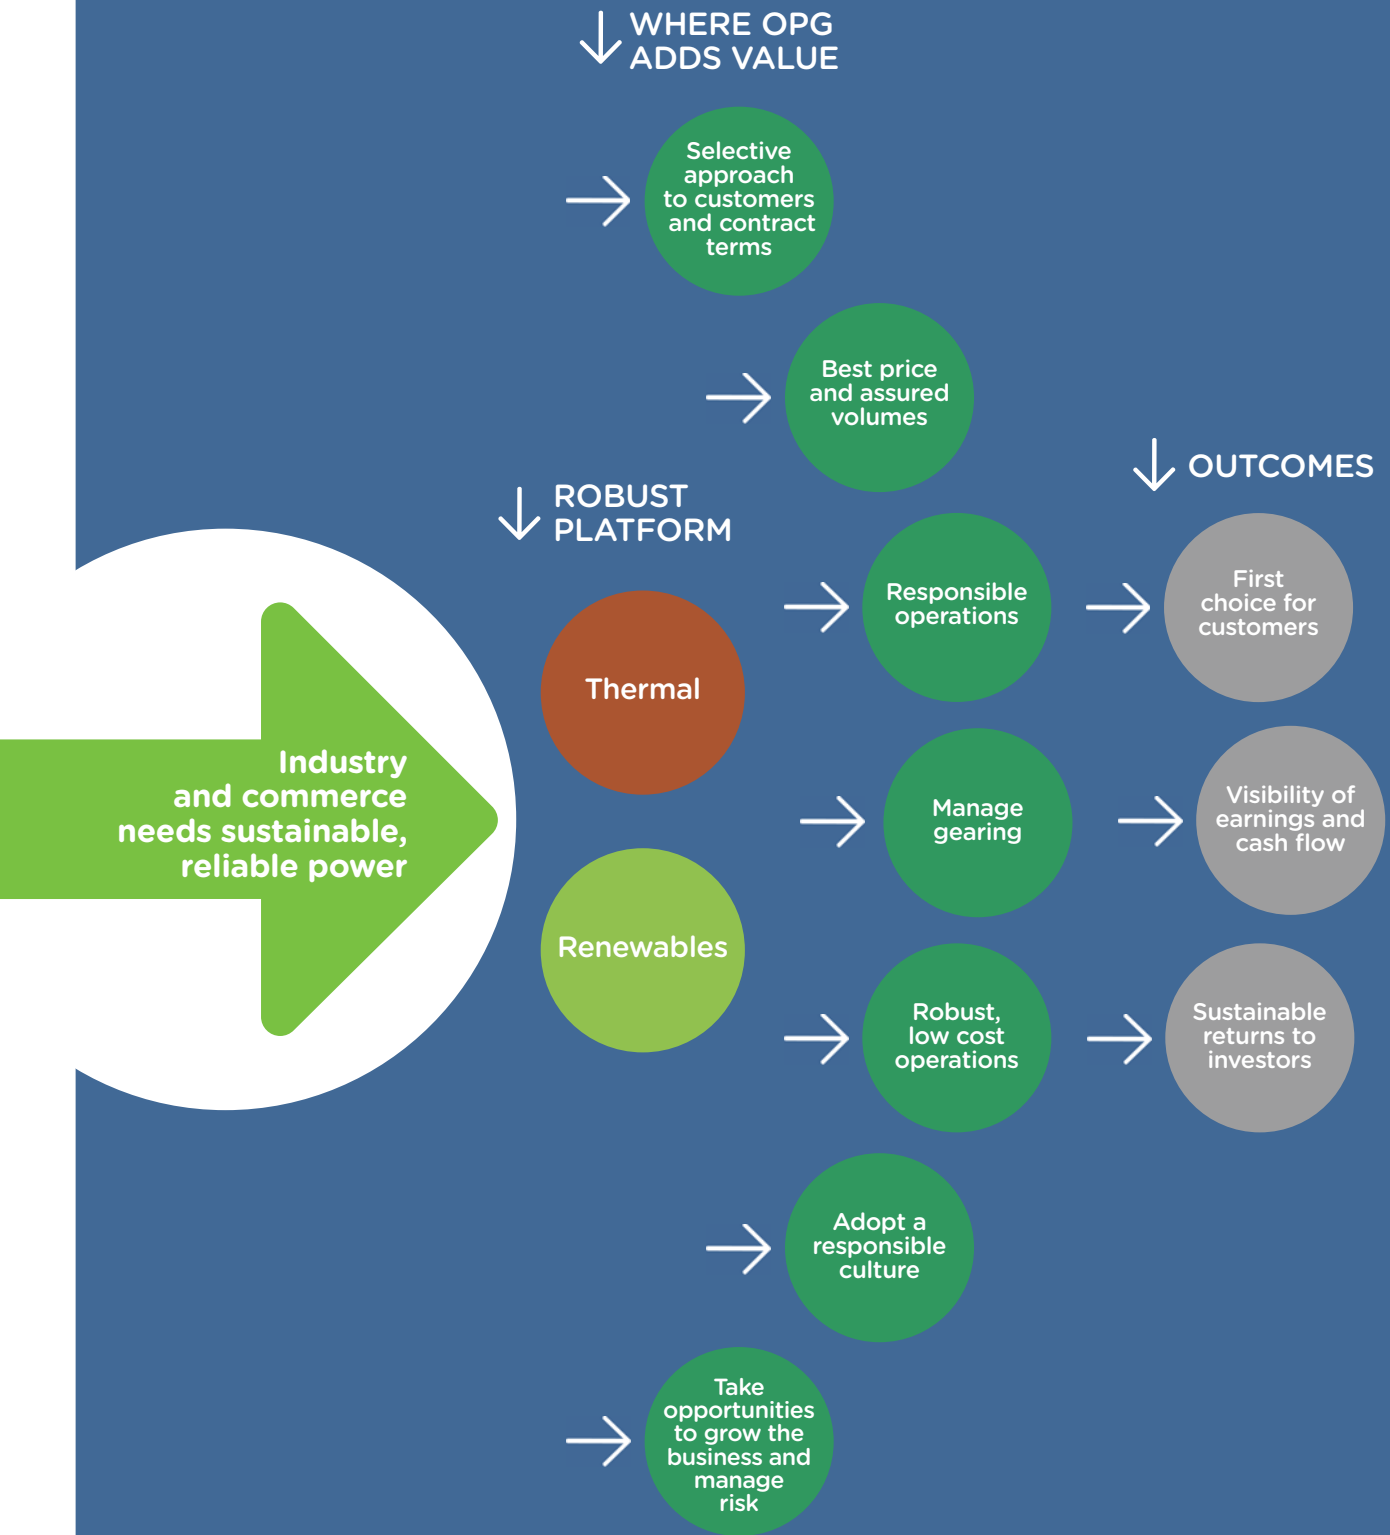 WHERE OPG
ADDS VALUE
Selective
approach
to customers
and contract
terms
Best price
and assured
volumes
OUTCOMES
ROBUST
PLATFORM
Responsible
operations
First
choice for
customers
Thermal
Industry
and commerce
needs sustainable,
reliable power
Manage
gearing
Visibility of
earnings and
cash flow
Renewables
Robust,
low cost
operations
Sustainable
returns to
investors
Adopt a
responsible
culture
Take
opportunities
to grow the
business and
manage
risk